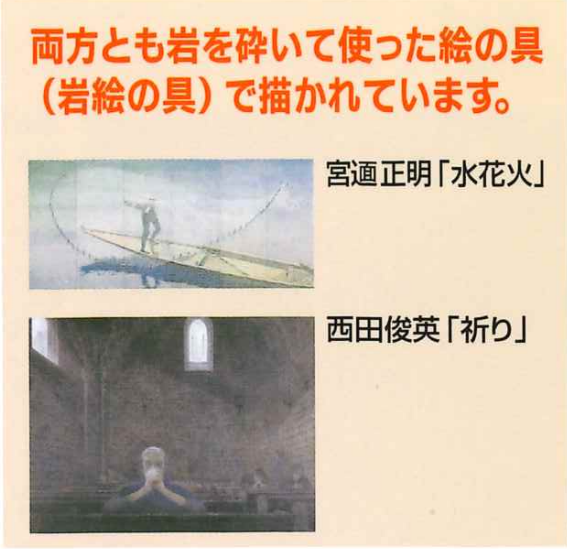 両方とも岩を砕いて使った絵の具
（岩絵の具）で描かれています。
宮迺正明「水花火」
西田俊英「祈り」